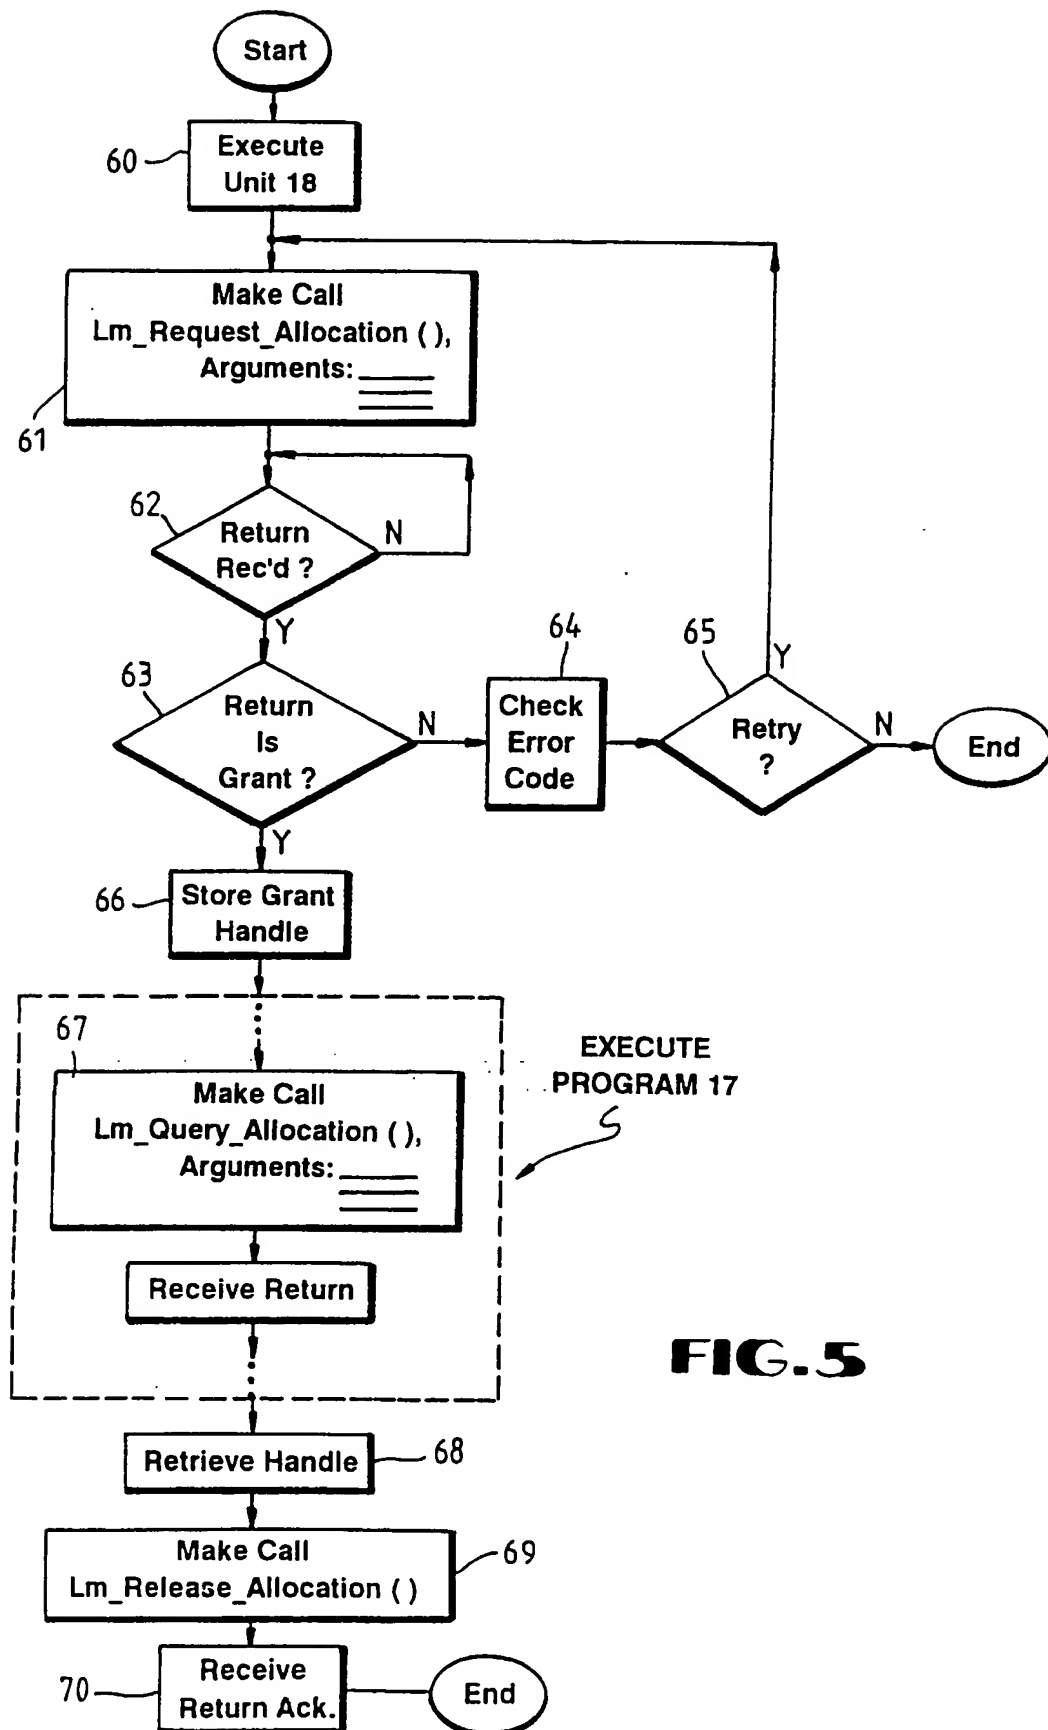 Start
60
Execute
Unit 18
Make Call
Lm_Request_Allocation ( ),
Arguments:
61
62
Return
Rec'd ?
N
Y
63
Return
Is
Grant ?
N
Y
64
Check
Error
Code
65
Retry
?
Y
N
End
66
Store Grant
Handle
67
Make Call
Lm_Query_Allocation ( ),
Arguments:
EXECUTE
PROGRAM 17
Receive Return
FIG. 5
Retrieve Handle
68
Make Call
Lm_Release_Allocation ( )
69
70
Receive
Return Ack.
End